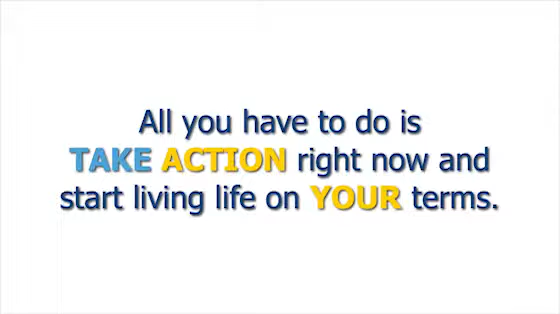 All you have to do is
TAKE ACTION right now and
start living life on YOUR terms.